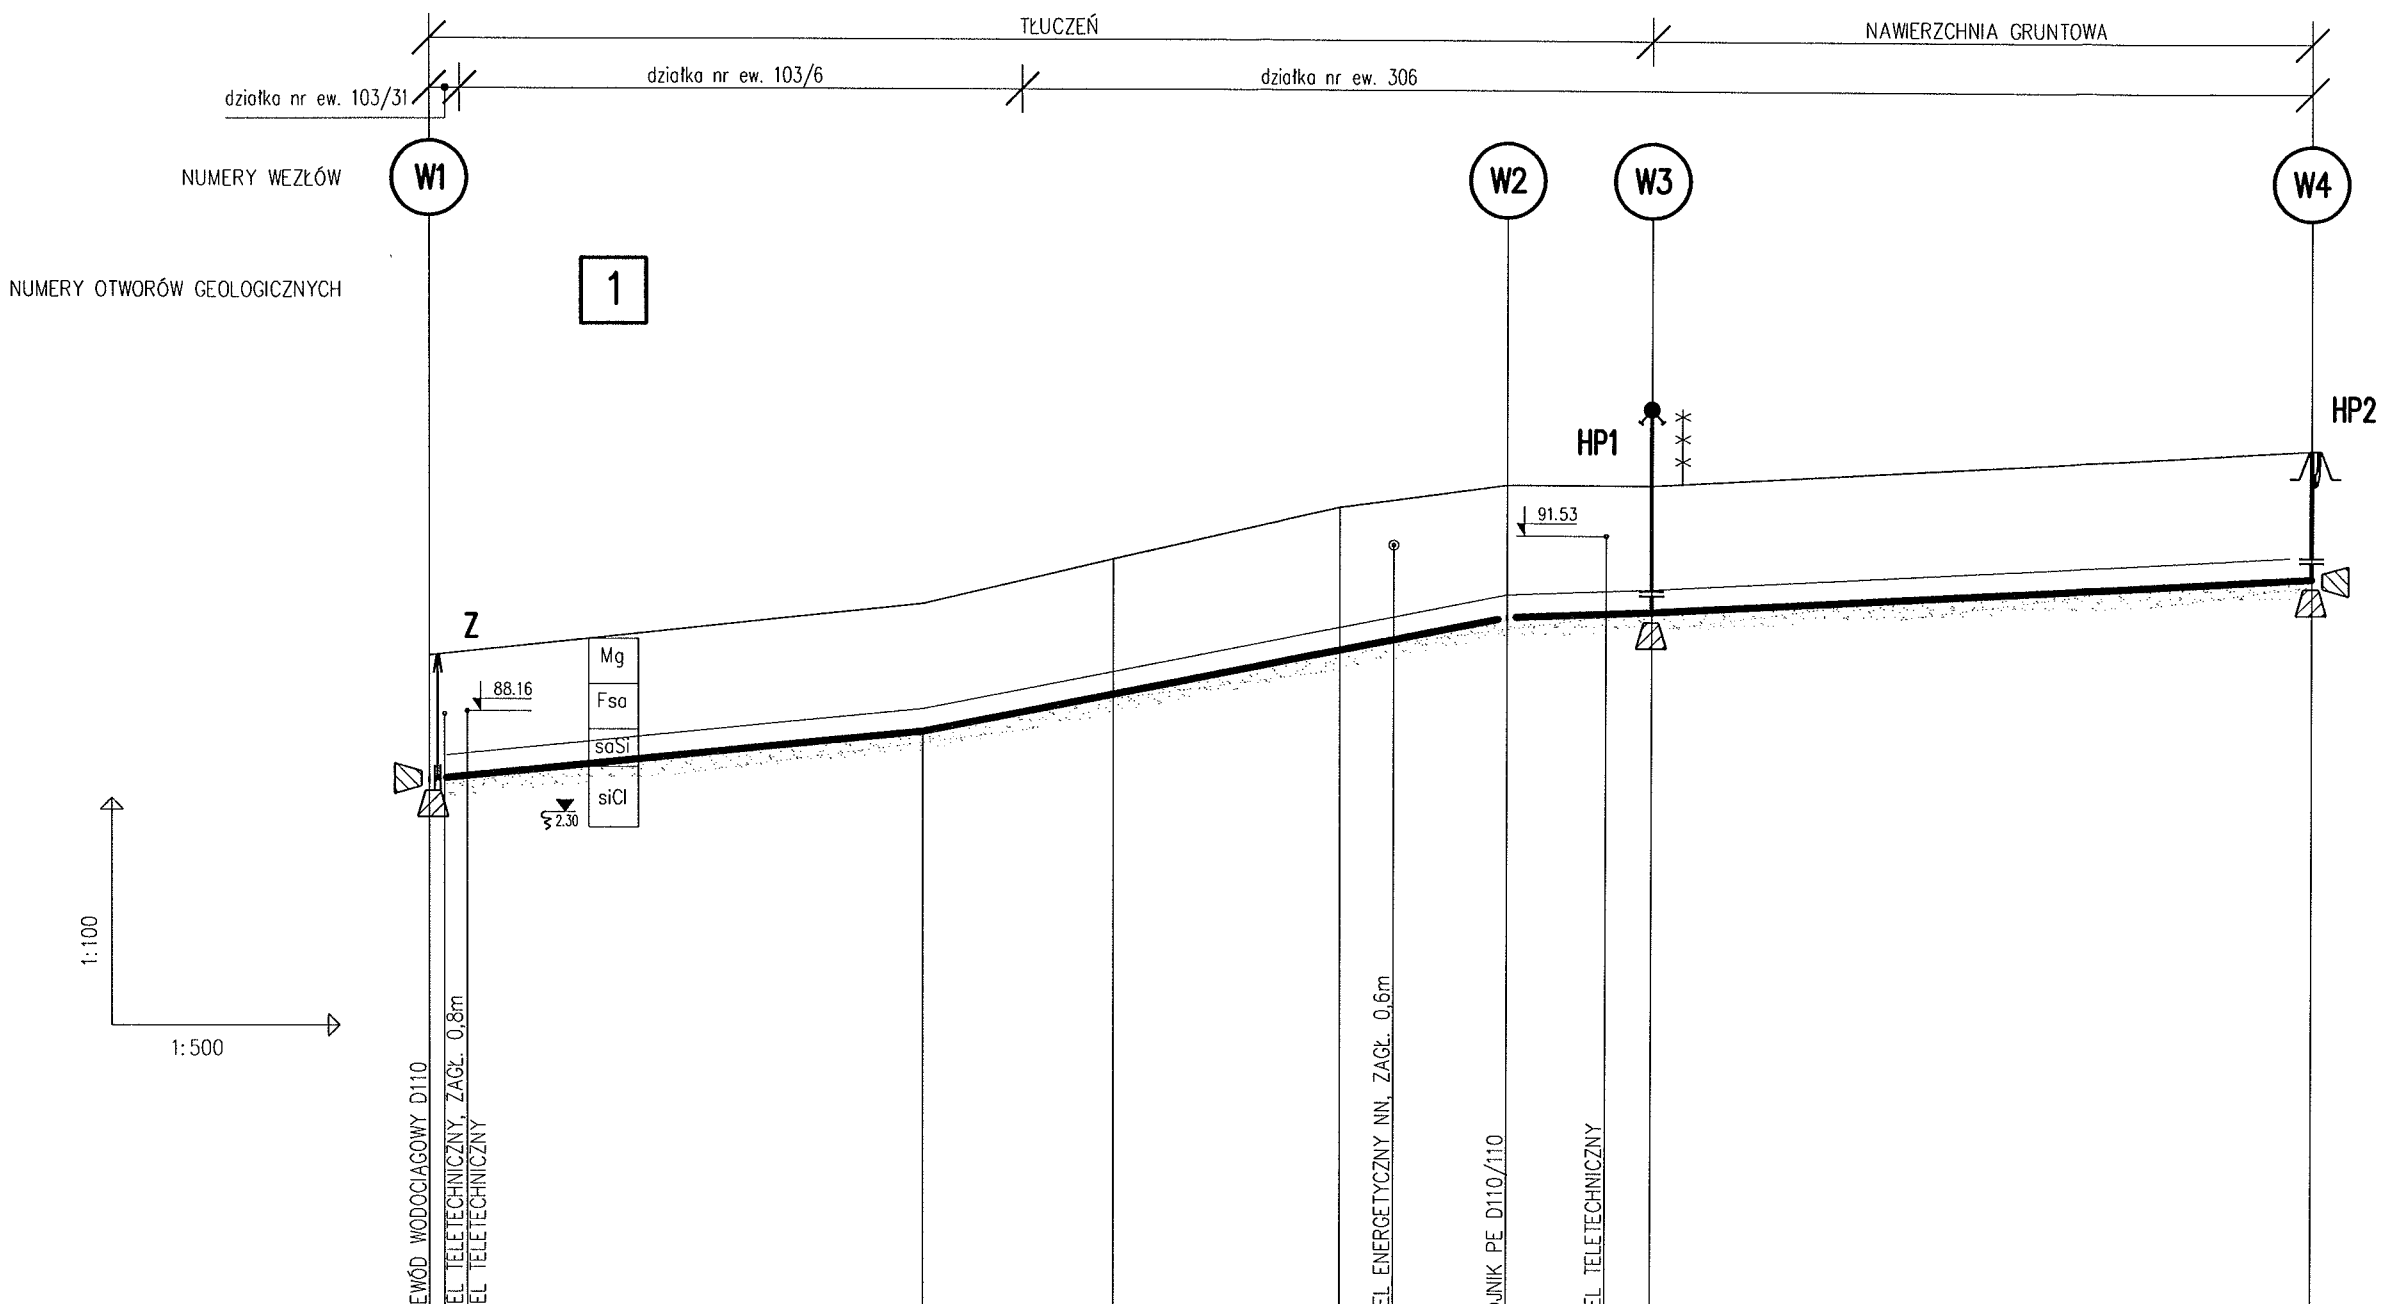 TŁUCZEŃ
NAWIERZCHNIA GRUNTOWA
działka nr ew. 103/6
działka nr ew. 306
działka nr ew. 103/31
NUMERY WEZŁÓW
W1
W2
W3
W4
NUMERY OTWORÓW GEOLOGICZNYCH
1
HP2
HP1
91.53
Z
Mg
88.16
Fsa
saSi
siCl
2.30
1:100
1:500
EWÓD WODOCIAGOWY D110
EL TELETECHNICZNY, ZAGŁ. 0,8m
EL TELETECHNICZNY
EL ENERGETYCZNY NN, ZAGŁ. 0,6m
ÓJNIK PE D110/110
EL TELETECHNICZNY